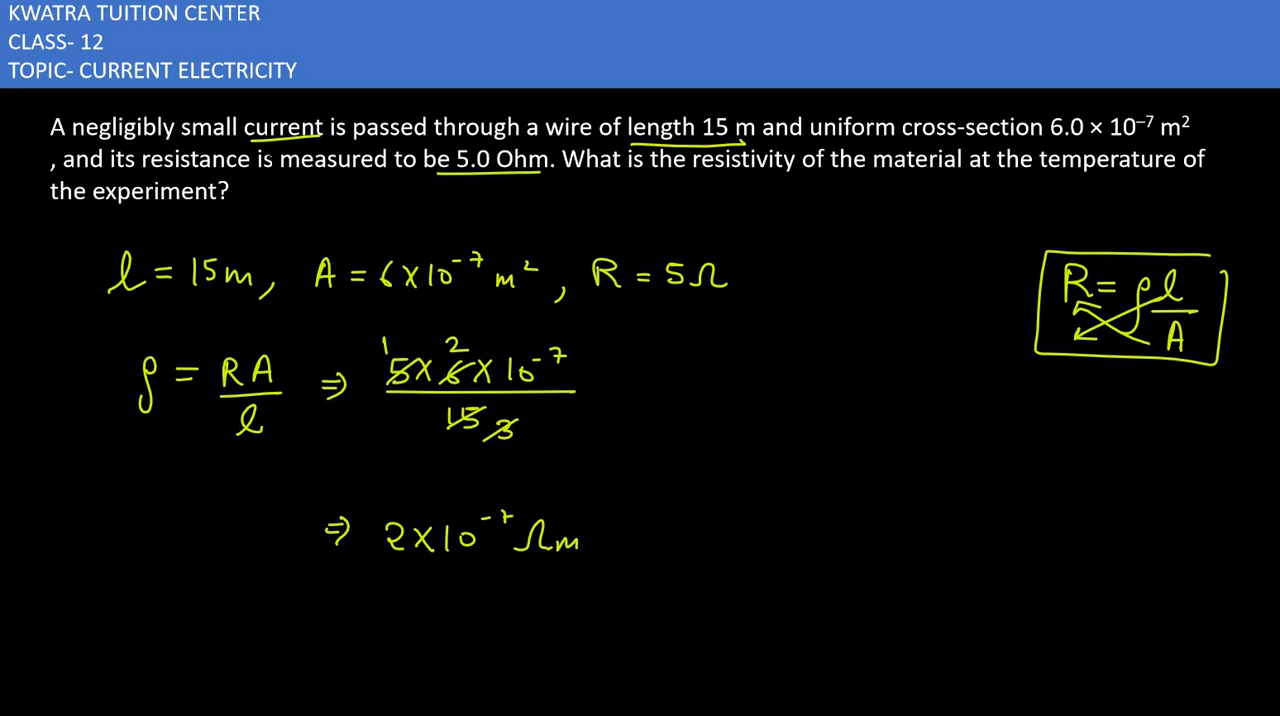 KWATRA TUITION CENTER
CLASS- 12
TOPIC- CURRENT ELECTRICITY
A negligibly small current is passed through a wire of length 15 m and uniform cross-section 6.0 × 10⁻⁷ m²
, and its resistance is measured to be 5.0 Ohm. What is the resistivity of the material at the temperature of
the experiment?
l = 15m, A = 6×10⁻⁷ m², R = 5Ω
R = ρl/A
ρ = RA/l ⇒ 5×6×10⁻⁷/15 1 2 3
⇒ 2×10⁻⁷ Ωm